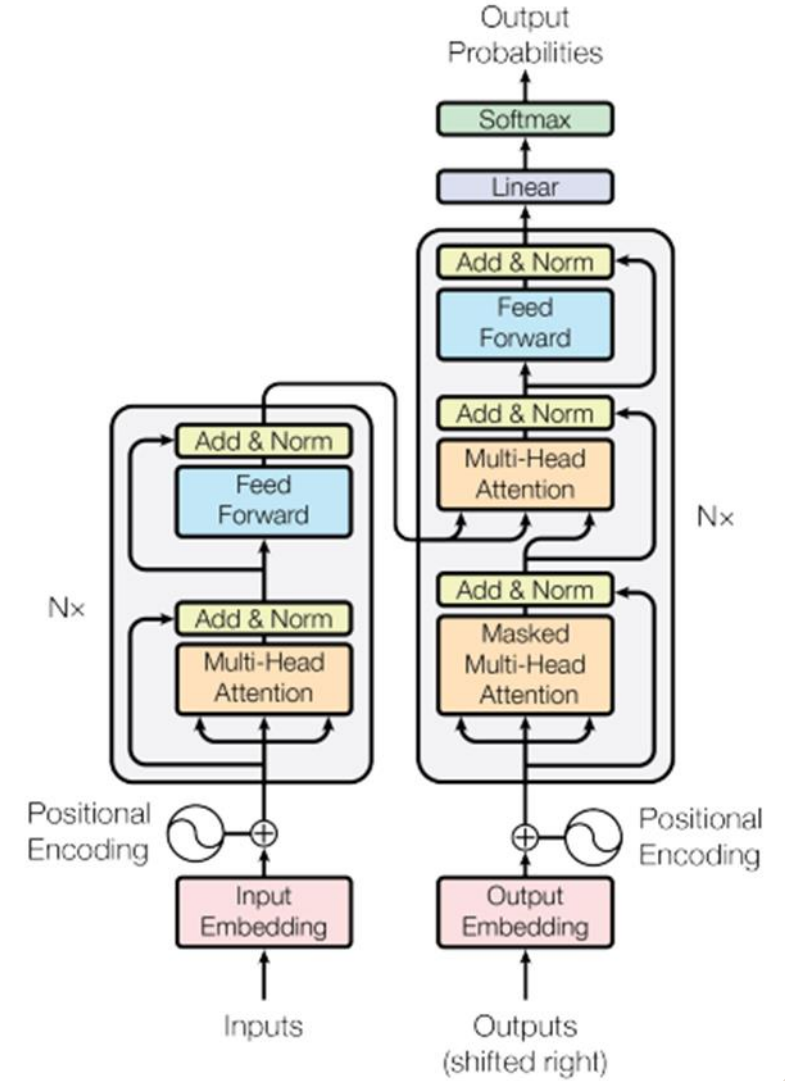 Output
Probabilities
Softmax
Linear
Add & Norm
Feed
Forward
Add & Norm
Multi-Head
Attention
Add & Norm
Masked
Multi-Head
Attention
Nx
Add & Norm
Feed
Forward
Add & Norm
Multi-Head
Attention
Nx
Positional
Encoding
Positional
Encoding
Input
Embedding
Output
Embedding
Inputs
Outputs
(shifted right)